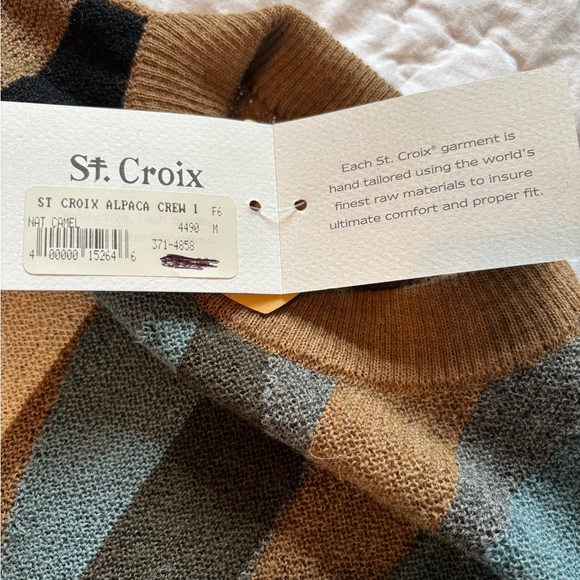 St. Croix
ST CROIX ALPACA CREW I F6
NAT CAMEL 4490 M
371-4858
4 00000 15264 6
Each St. Croix® garment is
hand tailored using the world's
finest raw materials to insure
ultimate comfort and proper fit.